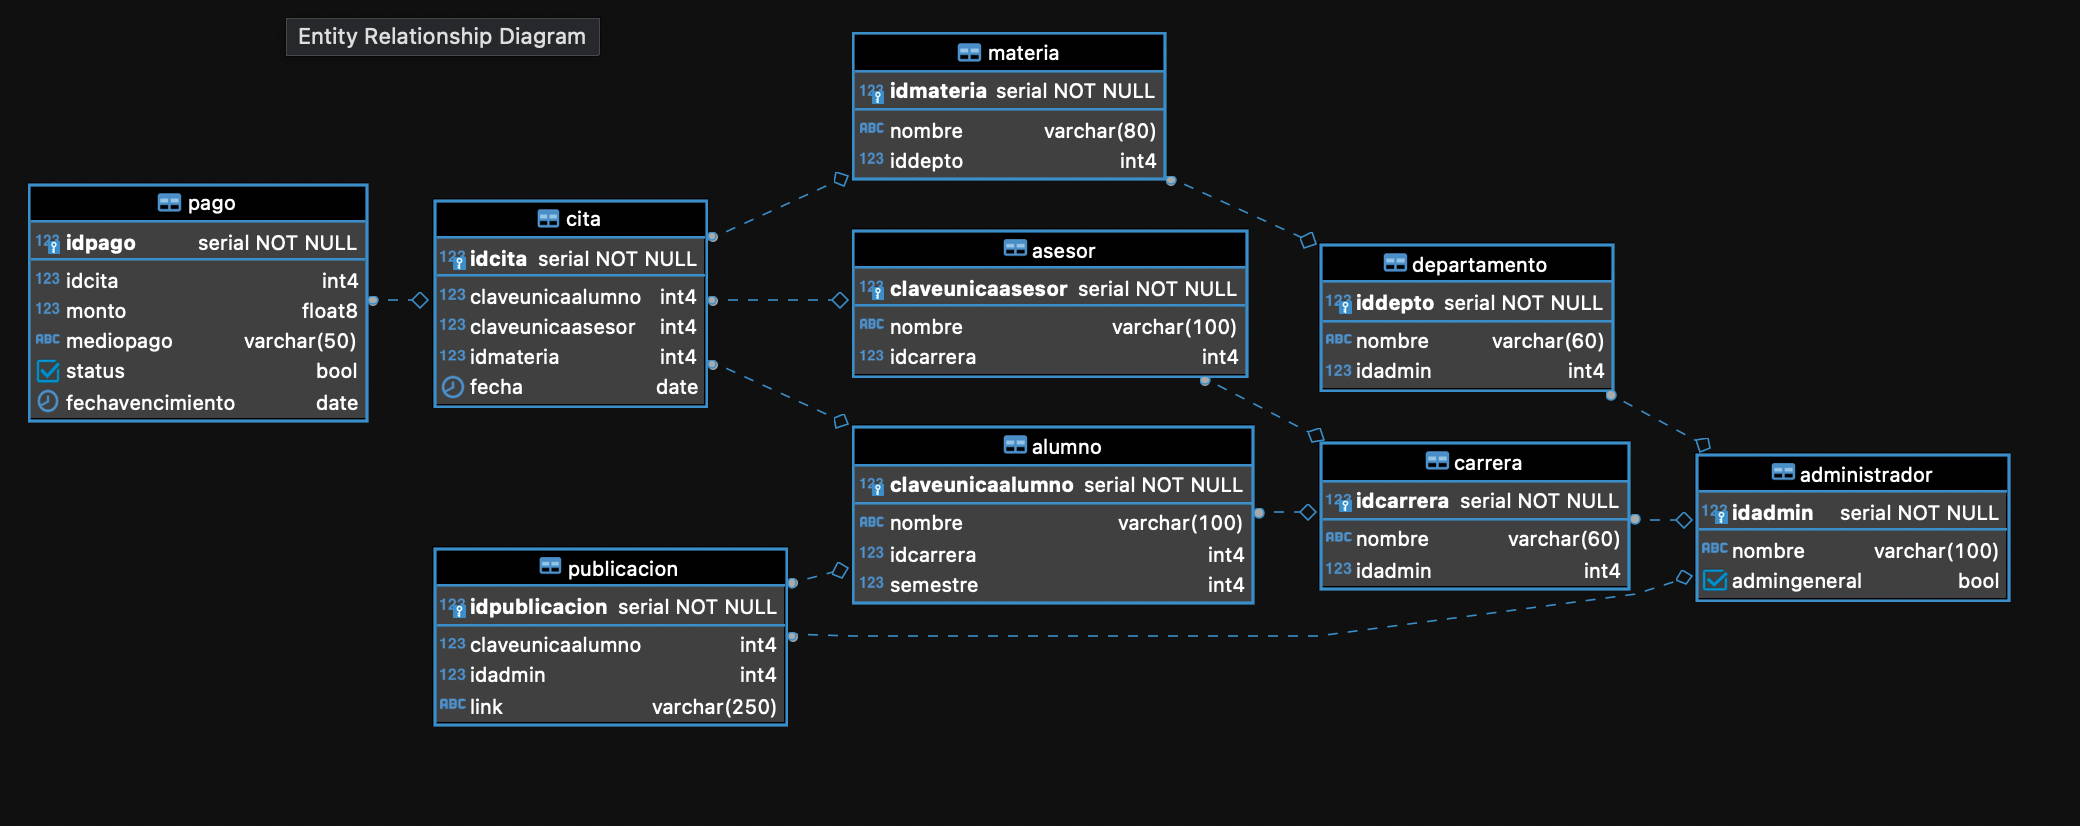 Entity Relationship Diagram
materia
123 idmateria serial NOT NULL
ABC nombre varchar(80)
123 iddepto int4
pago
123 idpago serial NOT NULL
123 idcita int4
123 monto float8
ABC mediopago varchar(50)
status bool
fechavencimiento date
cita
123 idcita serial NOT NULL
123 claveunicaalumno int4
123 claveunicaasesor int4
123 idmateria int4
fecha date
asesor
123 claveunicaasesor serial NOT NULL
ABC nombre varchar(100)
123 idcarrera int4
departamento
123 iddepto serial NOT NULL
ABC nombre varchar(60)
123 idadmin int4
alumno
123 claveunicaalumno serial NOT NULL
ABC nombre varchar(100)
123 idcarrera int4
123 semestre int4
carrera
123 idcarrera serial NOT NULL
ABC nombre varchar(60)
123 idadmin int4
administrador
123 idadmin serial NOT NULL
ABC nombre varchar(100)
admingeneral bool
publicacion
123 idpublicacion serial NOT NULL
123 claveunicaalumno int4
123 idadmin int4
ABC link varchar(250)